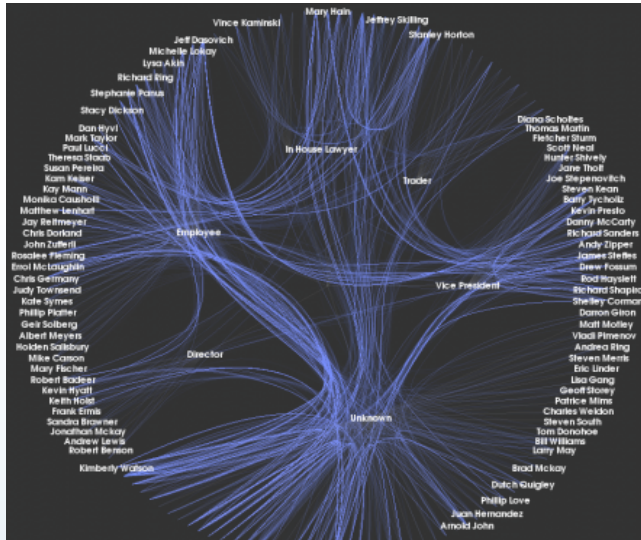 Mary Hain
Vince Kaminski
Jeffrey Skilling
Stanley Horton
Jeff Dasovich
Michelle Lokay
Lysa Akin
Richard Ring
Stephanie Panus
Stacy Dickson
Dan Hyvl
Mark Taylor
Paul Lucci
Theresa Staab
Susan Pereira
Kam Keiser
Kay Mann
Monika Causholli
Matthew Lenhart
Jay Reitmeyer
Chris Dorland
John Zufferli
Rosalee Fleming
Errol McLaughlin
Chris Germany
Judy Townsend
Kate Symes
Phillip Platter
Geir Solberg
Albert Meyers
Holden Salisbury
Mike Carson
Mary Fischer
Robert Badeer
Kevin Hyatt
Keith Holst
Frank Ermis
Sandra Brawner
Jonathan Mckay
Andrew Lewis
Robert Benson
Kimberly Watson
In House Lawyer
Trader
Employee
Vice President
Director
Unknown
Diana Scholtes
Thomas Martin
Fletcher Sturm
Scott Neal
Hunter Shively
Jane Tholt
Joe Stepenovitch
Steven Kean
Barry Tycholiz
Kevin Presto
Danny McCarty
Richard Sanders
Andy Zipper
James Steffes
Drew Fossum
Rod Hayslett
Richard Shapiro
Shelley Corman
Darron Giron
Matt Motley
Vladi Pimenov
Andrea Ring
Steven Merris
Eric Linder
Lisa Gang
Geoff Storey
Patrice Mims
Charles Weldon
Steven South
Tom Donohoe
Bill Williams
Larry May
Brad Mckay
Dutch Quigley
Phillip Love
Juan Hernandez
Arnold John